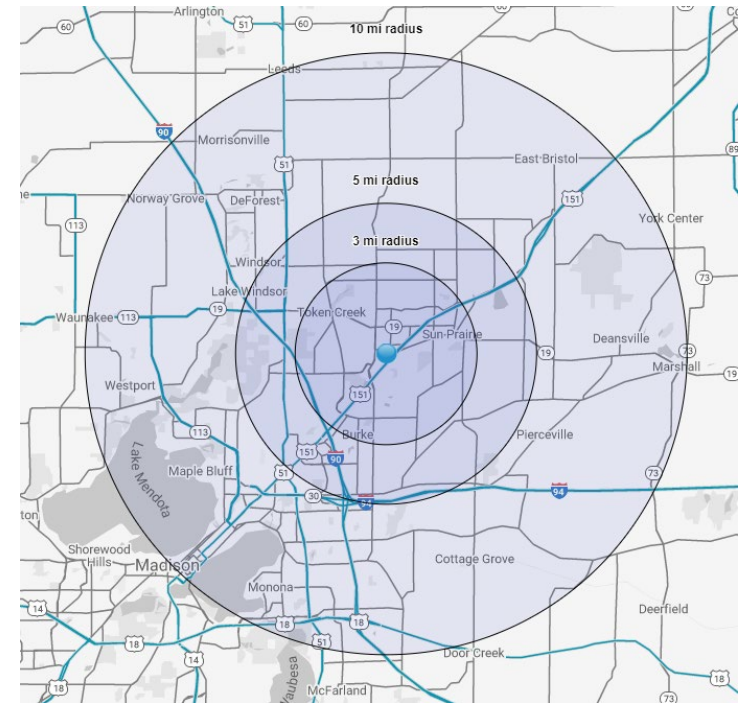 Arlington
60
51
10 mi radius
60
Leeds
90
Morrisonville
51
East Bristol
89
113
Norway Grove
DeForest
5 mi radius
151
York Center
3 mi radius
Windsor
73
Lake Windsor
Waunakee
113
19
Token Creek
19
Sun Prairie
19
Deansville
73
Marshall
19
Westport
151
113
Burke
Pierceville
Lake Mendota
Maple Bluff
151
90
51
73
30
94
94
Shorewood
Hills
Madison
Cottage Grove
Monona
14
Deerfield
18
18
18
51
Door Creek
14
18
18
McFarland
73